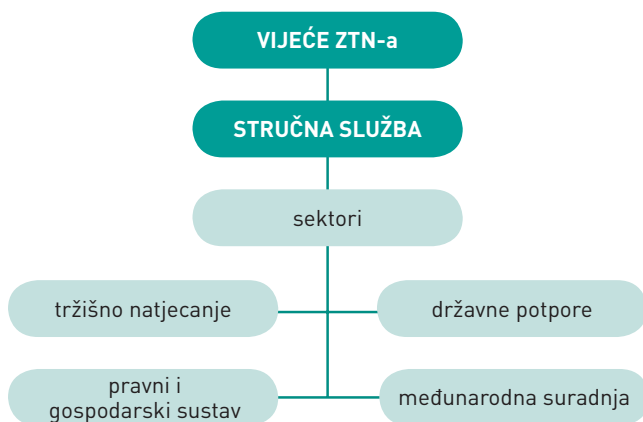 VIJEĆE ZTN-a
STRUČNA SLUŽBA
sektori
tržišno natjecanje
državne potpore
pravni i
gospodarski sustav
međunarodna suradnja